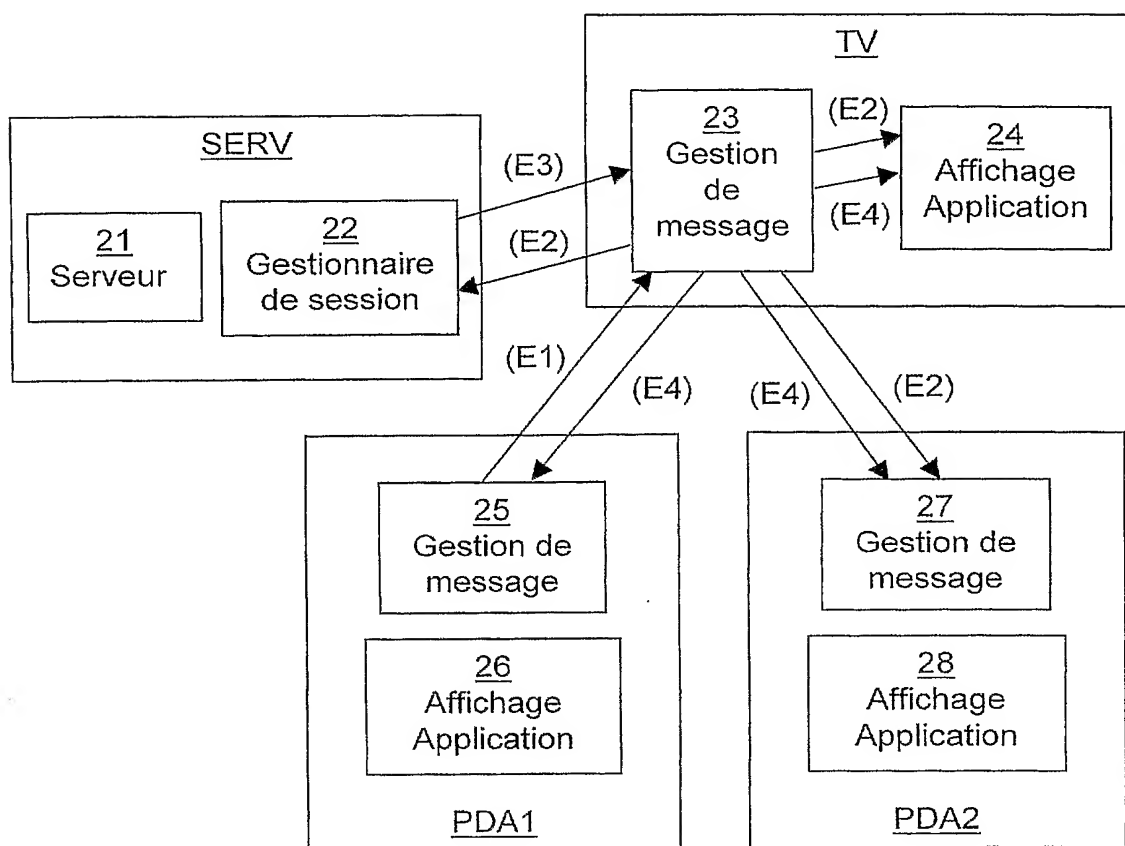 TV
23
Gestion
de
message
(E2)
(E4)
24
Affichage
Application
SERV
21
Serveur
22
Gestionnaire
de session
(E3)
(E2)
(E1)
(E4)
(E4)
(E2)
25
Gestion de
message
26
Affichage
Application
PDA1
27
Gestion de
message
28
Affichage
Application
PDA2